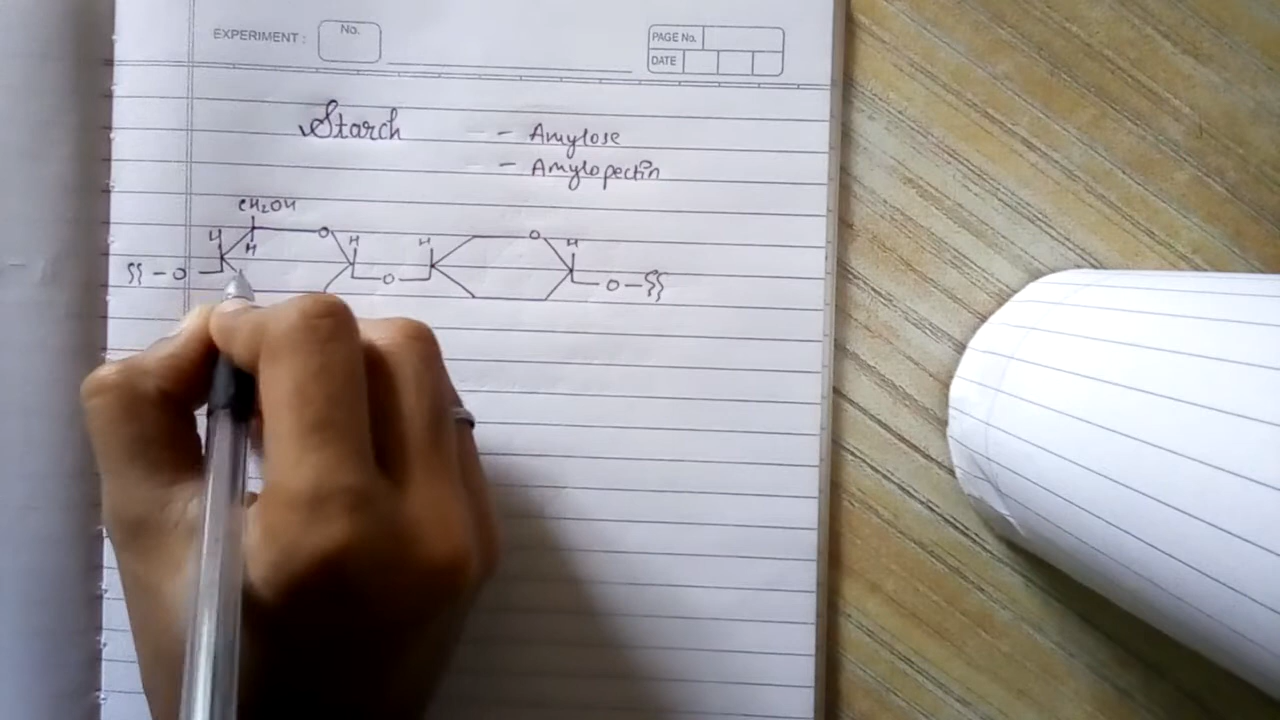 EXPERIMENT : No.
PAGE No.
DATE
Starch - Amylose
- Amylopectin
CH2OH
H H O H H O H
O O O